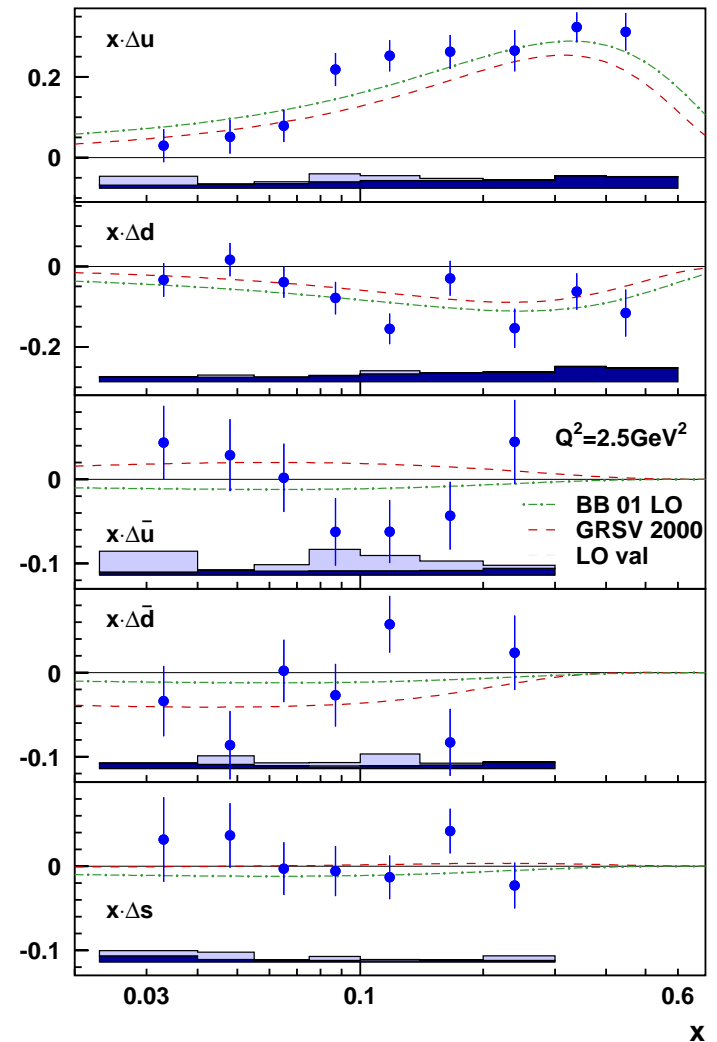 x·Δu
0.2
0
x·Δd
0
-0.2
Q²=2.5GeV²
0
BB 01 LO
GRSV 2000
LO val
x·Δū
-0.1
x·Δd̄
0
-0.1
0
x·Δs
-0.1
0.03 0.1 0.6
x